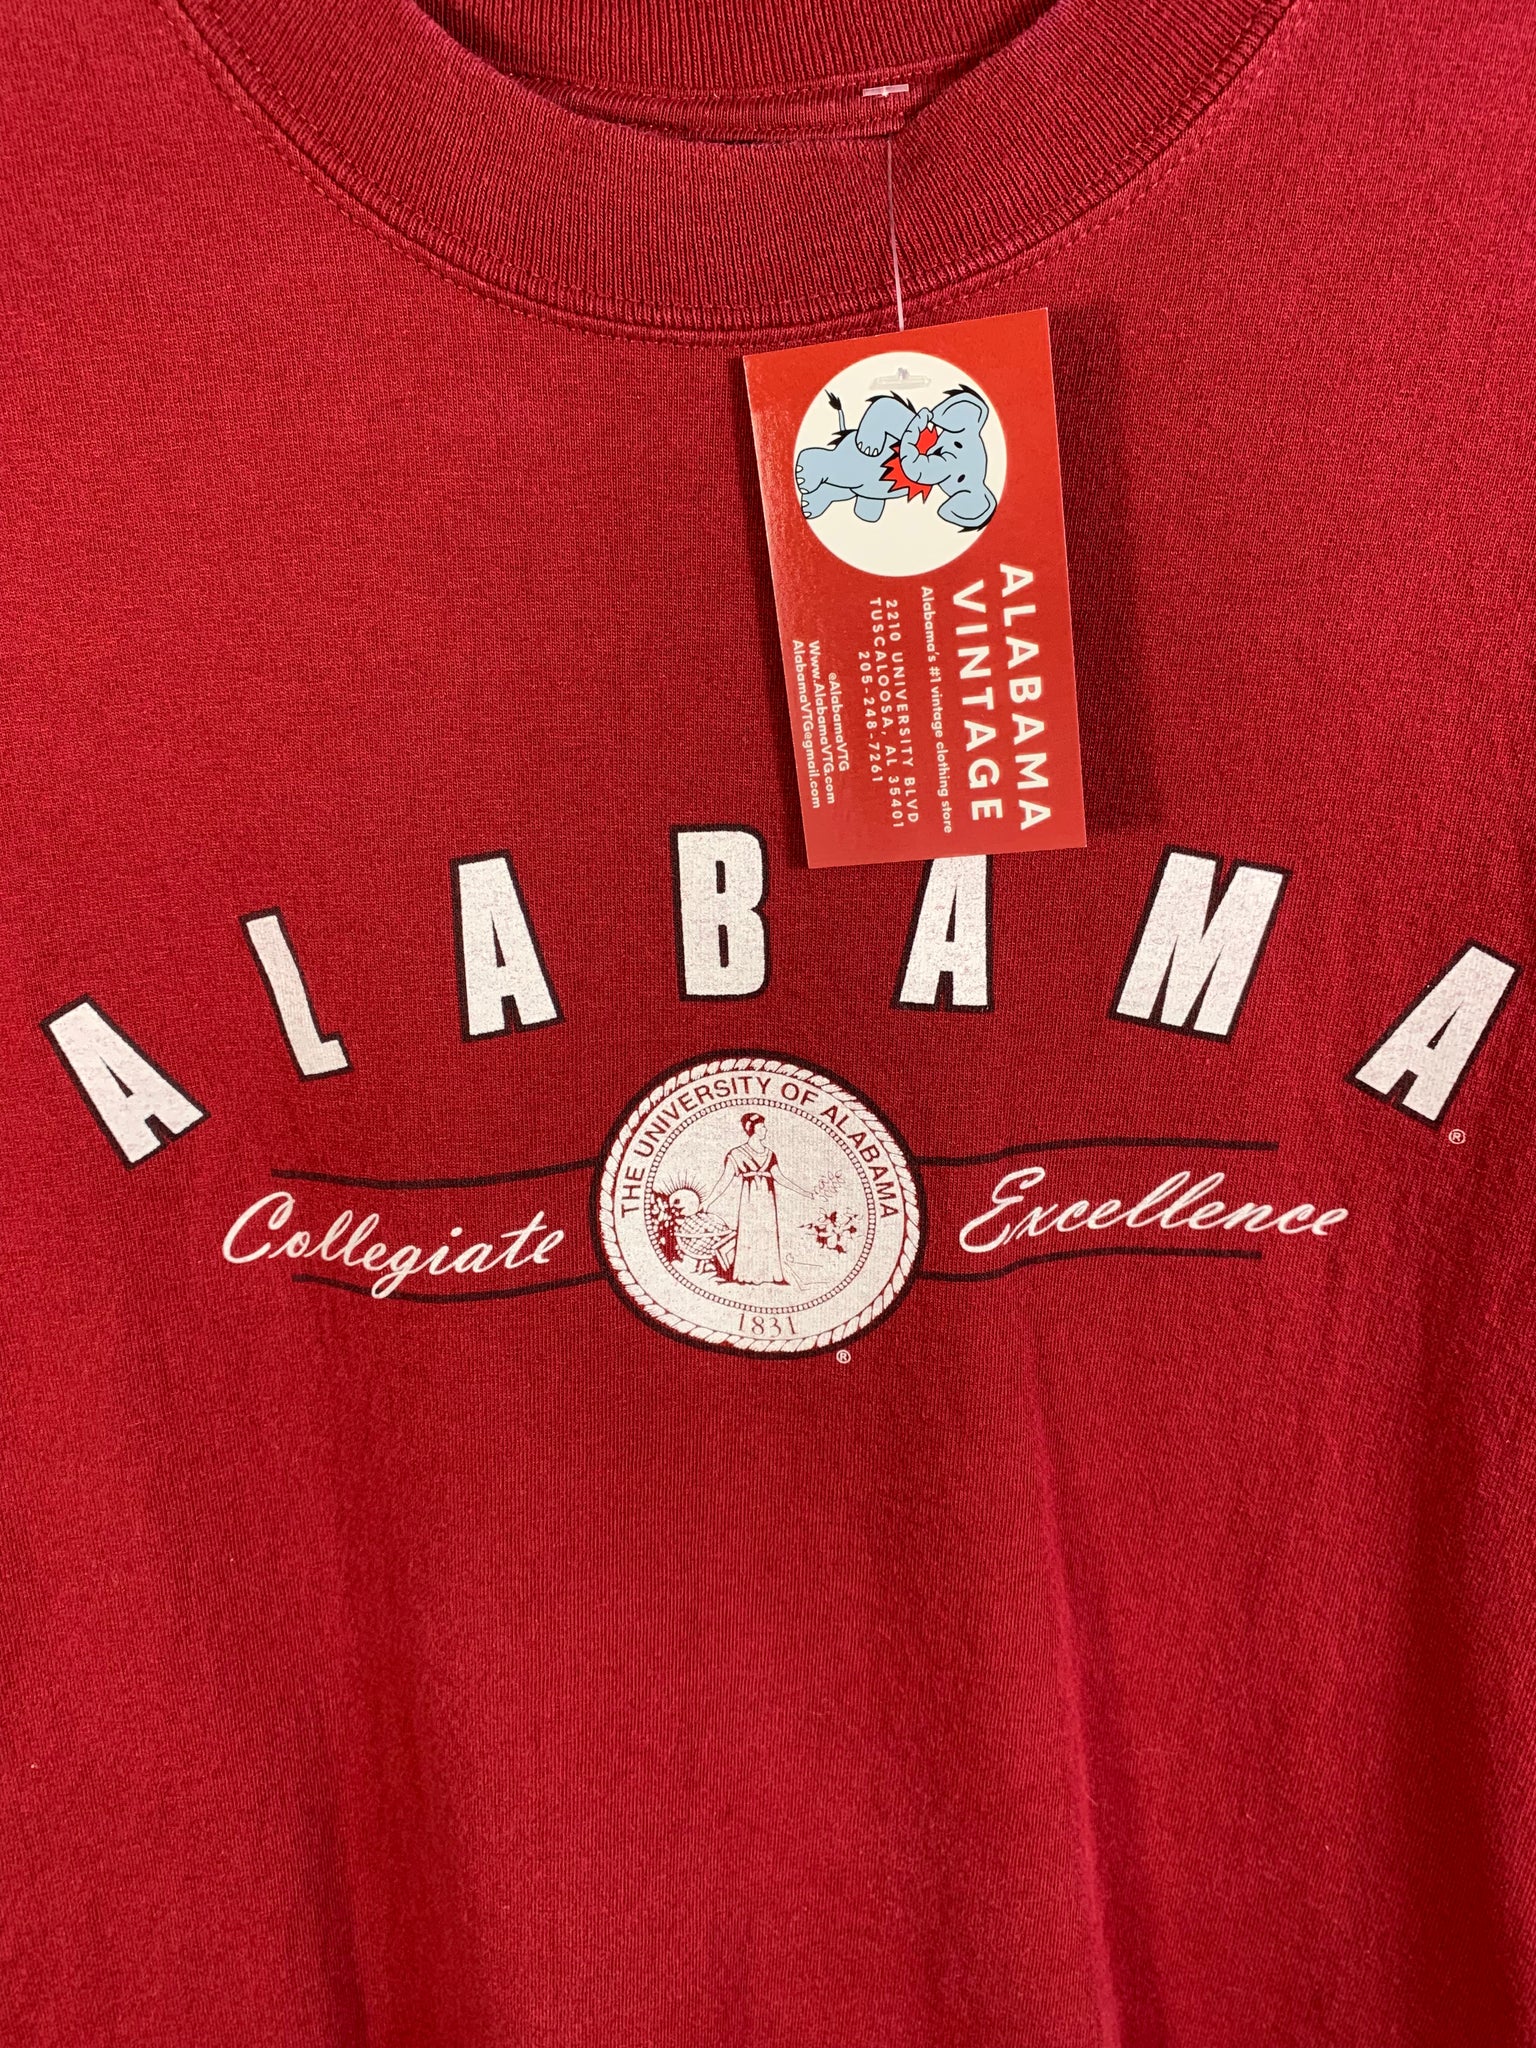 ALABAMA
VINTAGE
Alabama's #1 vintage clothing store
2210 UNIVERSITY BLVD
TUSCALOOSA, AL 35401
205-248-7261
@AlabamaVTG
Www.AlabamaVTG.com
AlabamaVTG@gmail.com
ALABAMA®
THE UNIVERSITY OF ALABAMA
Collegiate Excellence
1831
®